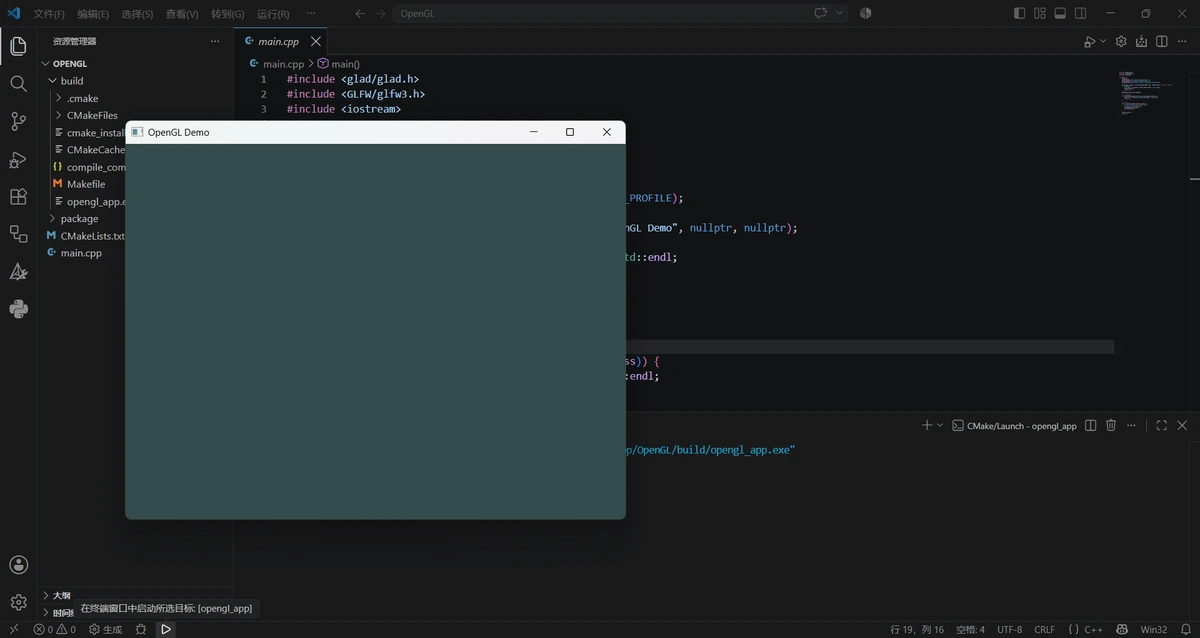 文件(F) 编辑(E) 选择(S) 查看(V) 转到(G) 运行(R) ··· OpenGL
资源管理器 ···
main.cpp
OPENGL
build
.cmake
CMakeFiles
cmake_install
CMakeCache
compile_com
Makefile
opengl_app.e
package
CMakeLists.txt
main.cpp
main.cpp > main()
1 #include <glad/glad.h>
2 #include <GLFW/glfw3.h>
3 #include <iostream>
OpenGL Demo
_PROFILE);
nGL Demo", nullptr, nullptr);
td::endl;
ss)) {
:endl;
CMake/Launch - opengl_app
p/OpenGL/build/opengl_app.exe"
大纲
时间线
在终端窗口中启动所选目标: [opengl_app]
0 0 生成
行 19，列 16 空格: 4 UTF-8 CRLF {} C++ Win32